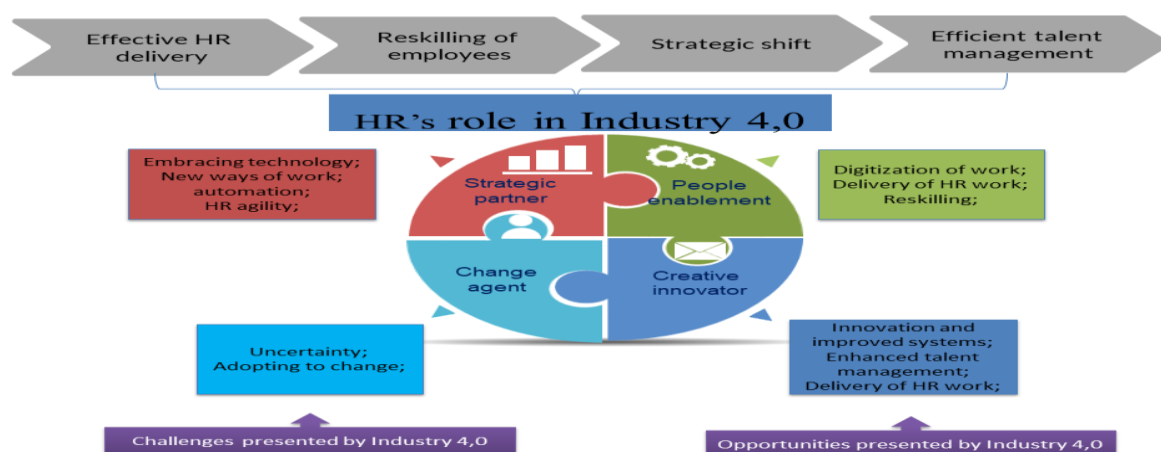 Effective HR
delivery
Reskilling of
employees
Strategic shift
Efficient talent
management
HR's role in Industry 4,0
Embracing technology;
New ways of work;
automation;
HR agility;
Strategic
partner
People
enablement
Digitization of work;
Delivery of HR work;
Reskilling;
Change
agent
Creative
innovator
Uncertainty;
Adopting to change;
Innovation and
improved systems;
Enhanced talent
management;
Delivery of HR work;
Challenges presented by Industry 4,0
Opportunities presented by Industry 4,0